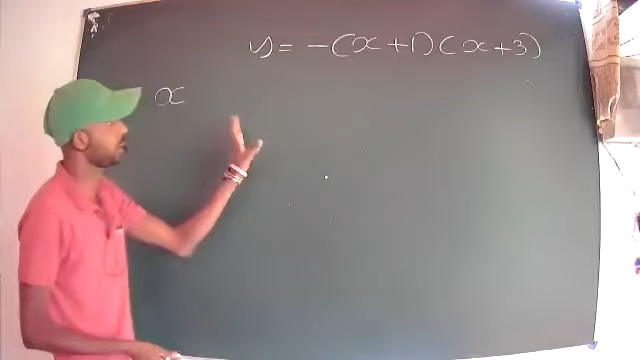 y = -(x+1)(x+3)
x